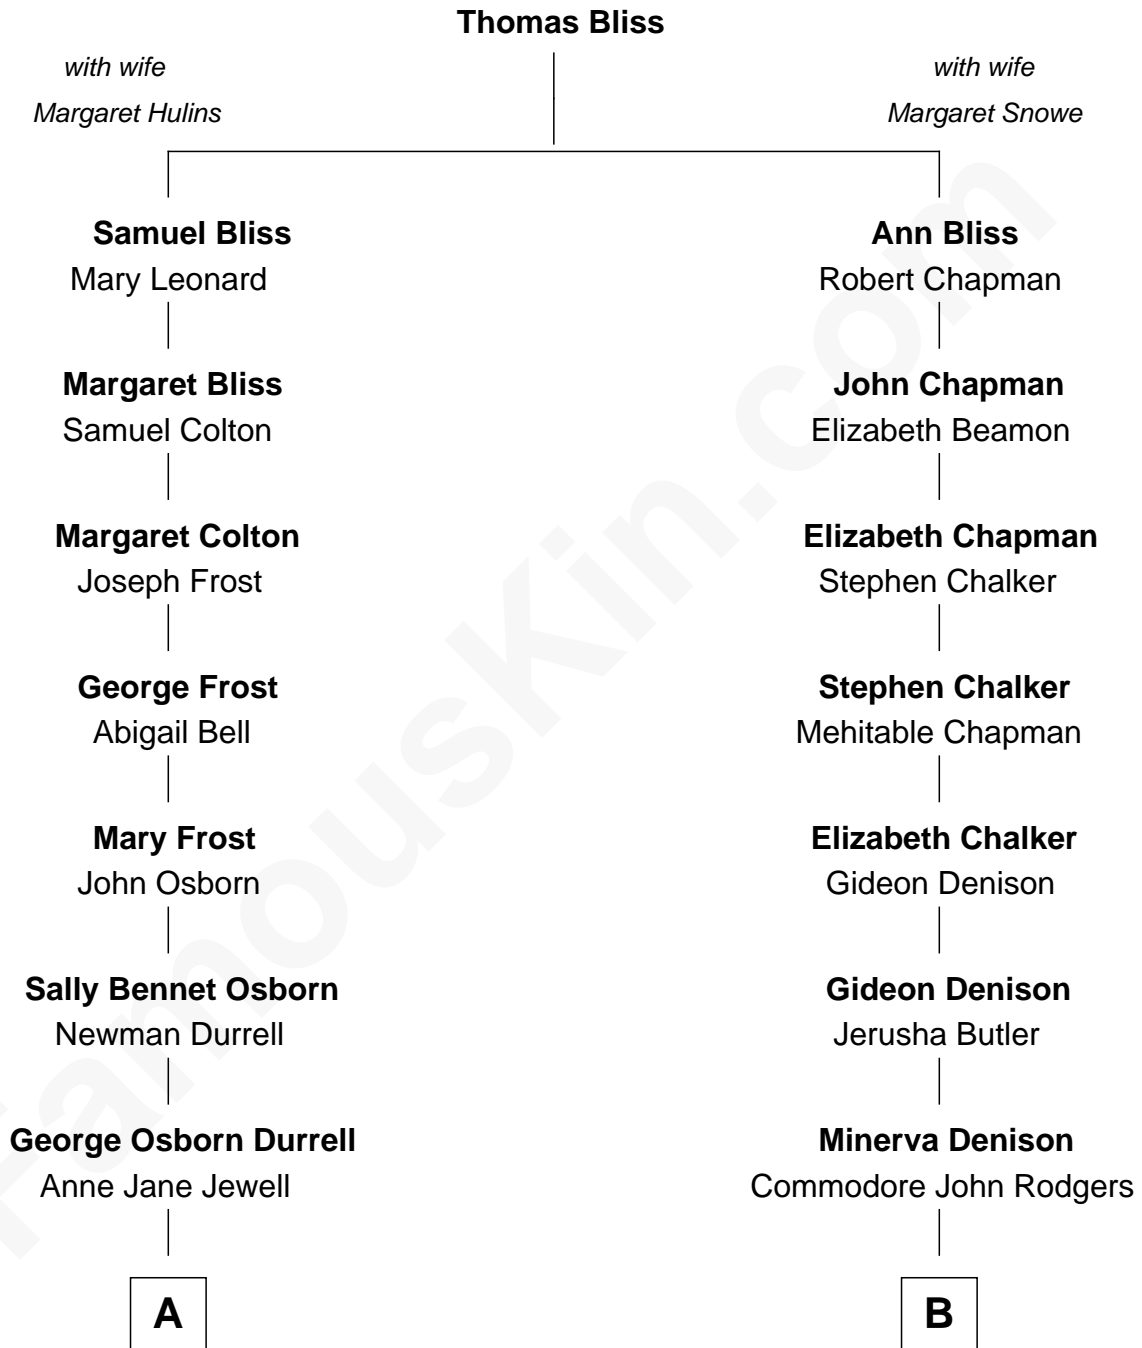 Thomas Bliss
with wife
Margaret Hulins
with wife
Margaret Snowe
Samuel Bliss
Mary Leonard
Ann Bliss
Robert Chapman
Margaret Bliss
Samuel Colton
John Chapman
Elizabeth Beamon
Margaret Colton
Joseph Frost
Elizabeth Chapman
Stephen Chalker
George Frost
Abigail Bell
Stephen Chalker
Mehitable Chapman
Mary Frost
John Osborn
Elizabeth Chalker
Gideon Denison
Sally Bennet Osborn
Newman Durrell
Gideon Denison
Jerusha Butler
George Osborn Durrell
Anne Jane Jewell
Minerva Denison
Commodore John Rodgers
A
B
FamousKin.com